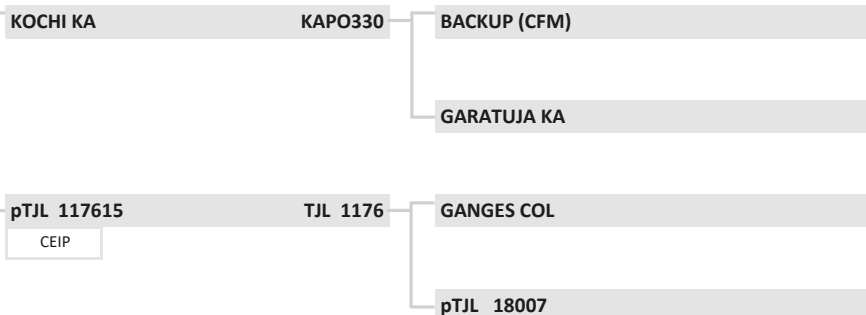 KOCHI KA KAPO330 BACKUP (CFM)
GARATUJA KA
pTJL 117615 TJL 1176 GANGES COL
CEIP
pTJL 18007